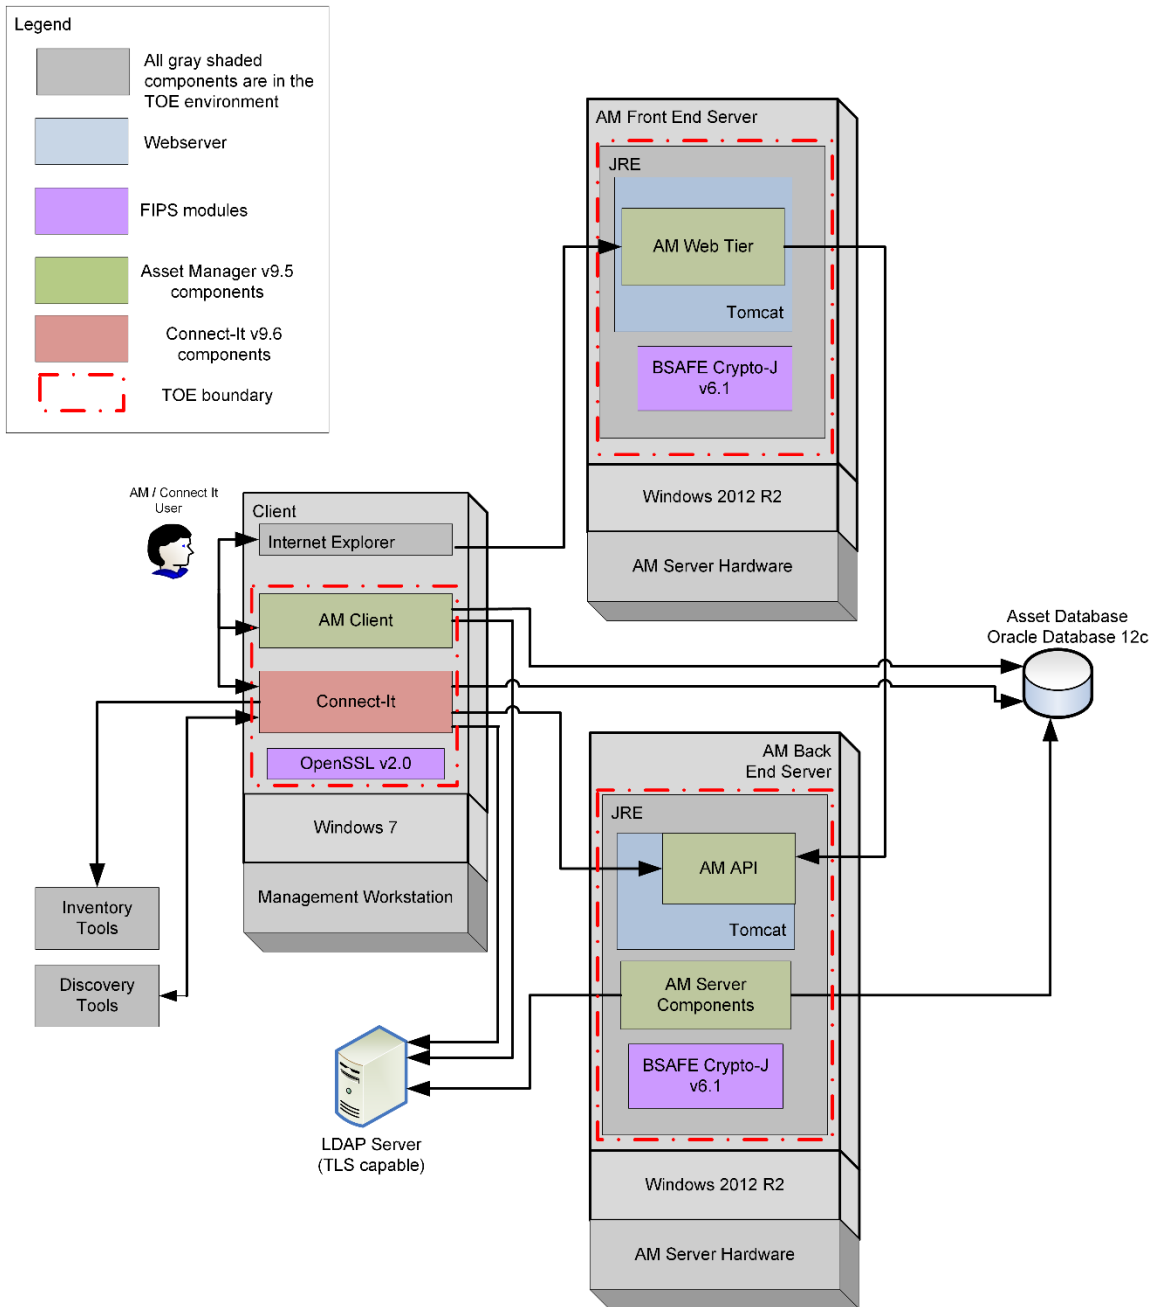 Legend
All gray shaded
components are in the
TOE environment
Webserver
FIPS modules
Asset Manager v9.5
components
Connect-It v9.6
components
TOE boundary
AM Front End Server
JRE
AM Web Tier
Tomcat
BSAFE Crypto-J
v6.1
Windows 2012 R2
AM Server Hardware
AM / Connect It
User
Client
Internet Explorer
AM Client
Connect-It
OpenSSL v2.0
Windows 7
Management Workstation
Asset Database
Oracle Database 12c
Inventory
Tools
Discovery
Tools
LDAP Server
(TLS capable)
AM Back
End Server
JRE
AM API
Tomcat
AM Server
Components
BSAFE Crypto-J
v6.1
Windows 2012 R2
AM Server Hardware